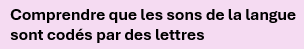 Comprendre que les sons de la langue
sont codés par des lettres